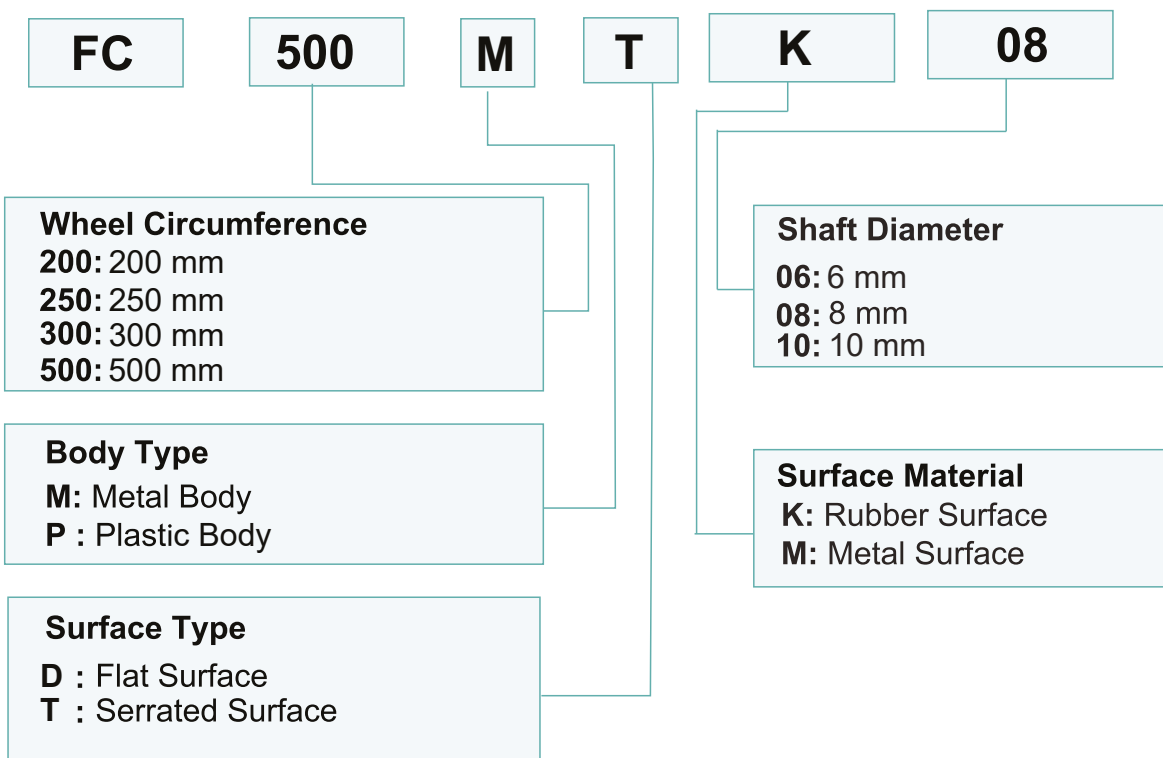 FC 500 M T K 08
Wheel Circumference
200: 200 mm
250: 250 mm
300: 300 mm
500: 500 mm
Body Type
M: Metal Body
P : Plastic Body
Surface Type
D : Flat Surface
T : Serrated Surface
Shaft Diameter
06: 6 mm
08: 8 mm
10: 10 mm
Surface Material
K: Rubber Surface
M: Metal Surface